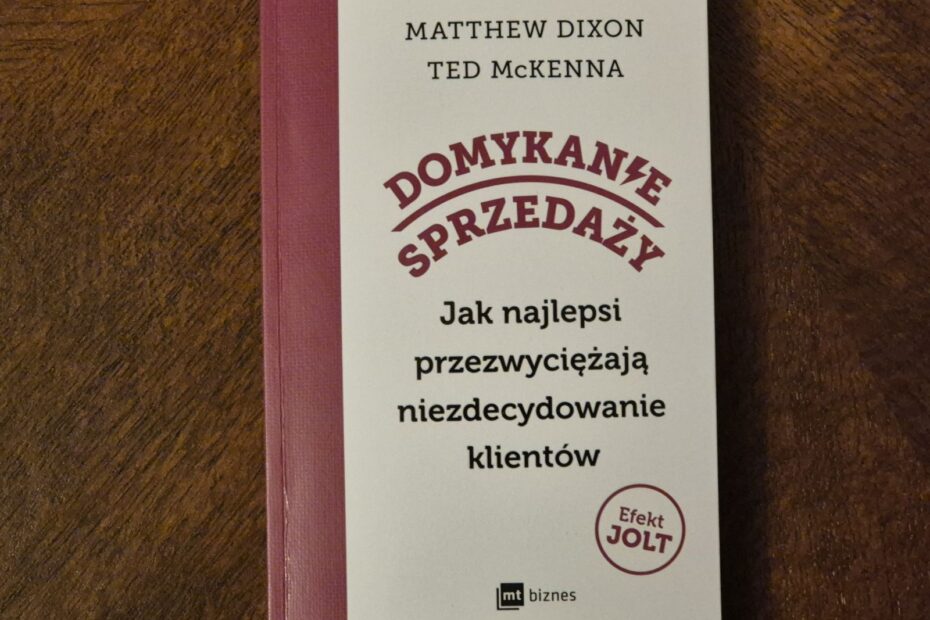 MATTHEW DIXON
TED McKENNA
DOMYKANIE
SPRZEDAŻY
Jak najlepsi
przezwyciężają
niezdecydowanie
klientów
Efekt
JOLT
mt biznes